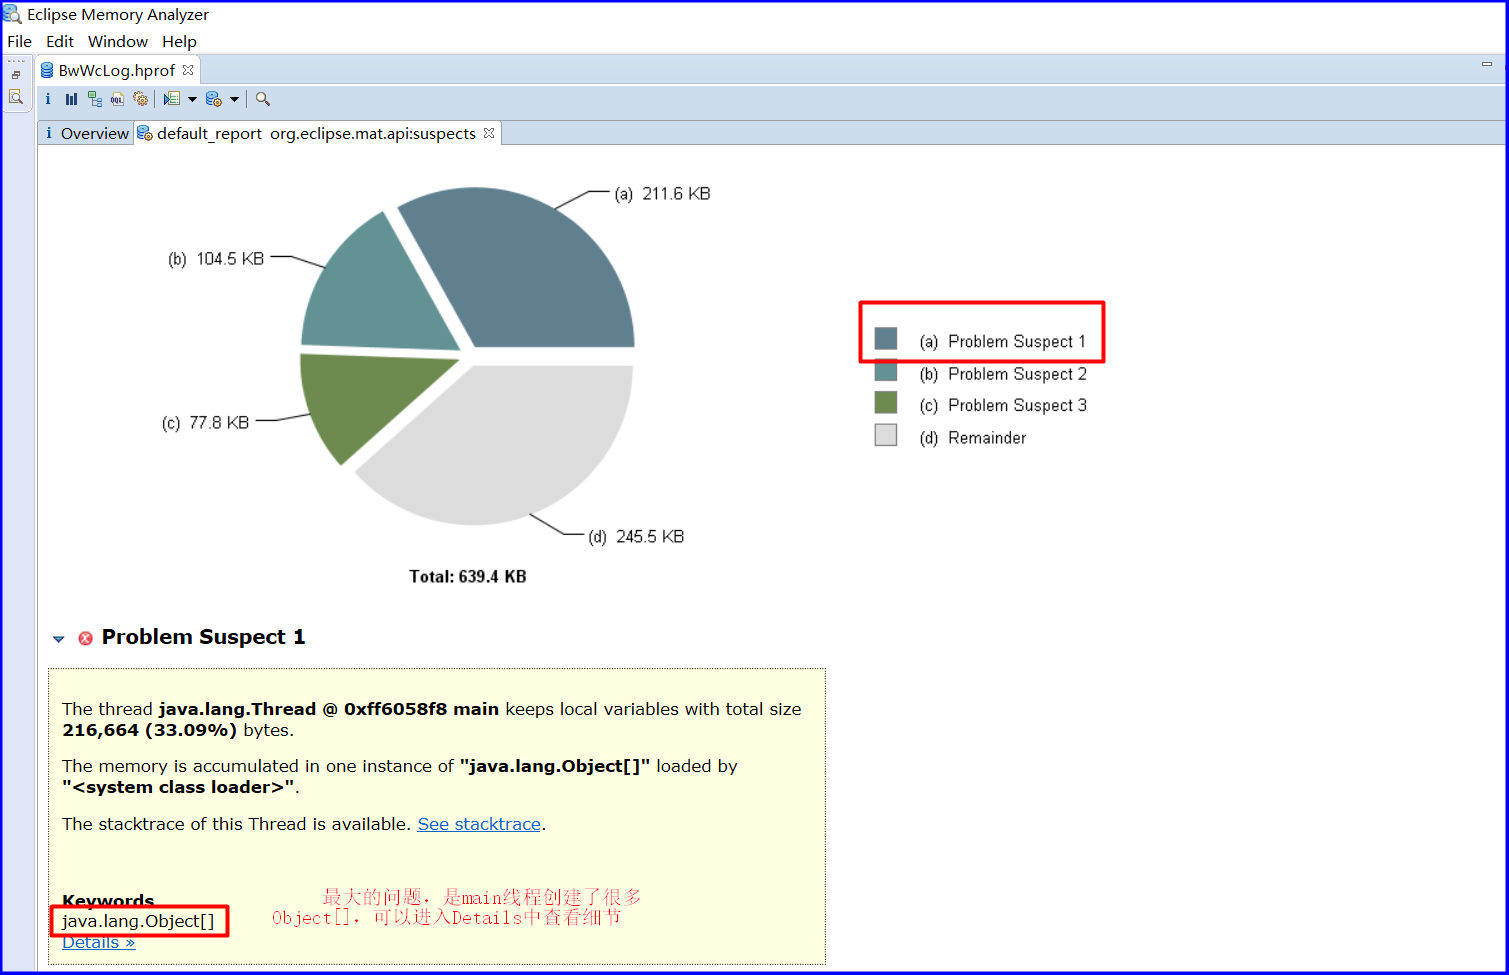 Eclipse Memory Analyzer
File Edit Window Help
BwWcLog.hprof
Overview default_report org.eclipse.mat.api:suspects
(a) 211.6 KB
(b) 104.5 KB
(a) Problem Suspect 1
(b) Problem Suspect 2
(c) Problem Suspect 3
(c) 77.8 KB
(d) Remainder
(d) 245.5 KB
Total: 639.4 KB
Problem Suspect 1
The thread java.lang.Thread @ 0xff6058f8 main keeps local variables with total size
216,664 (33.09%) bytes.
The memory is accumulated in one instance of "java.lang.Object[]" loaded by
"<system class loader>".
The stacktrace of this Thread is available. See stacktrace.
Keywords
java.lang.Object[]
Details »
最大的问题，是main线程创建了很多
Object[]，可以进入Details中查看细节